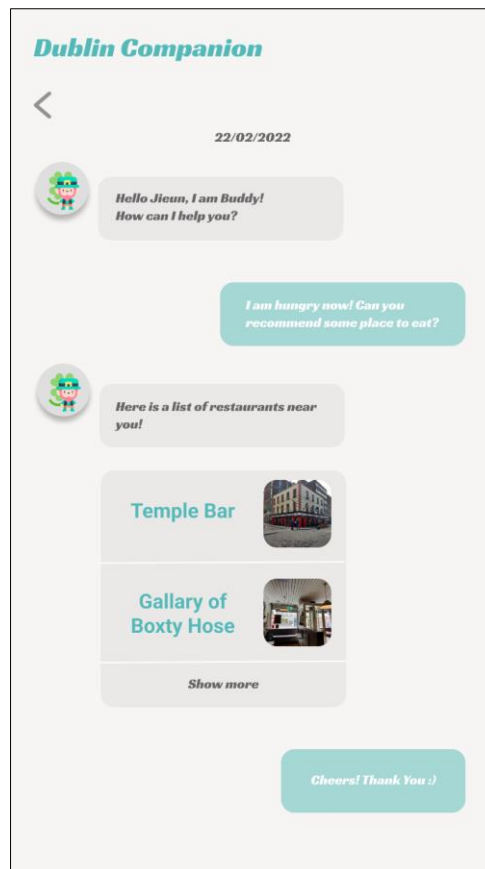 Dublin Companion
22/02/2022
Hello Jieun, I am Buddy!
How can I help you?
I am hungry now! Can you
recommend some place to eat?
Here is a list of restaurants near
you!
Temple Bar
Gallary of
Boxty Hose
Show more
Cheers! Thank You :)